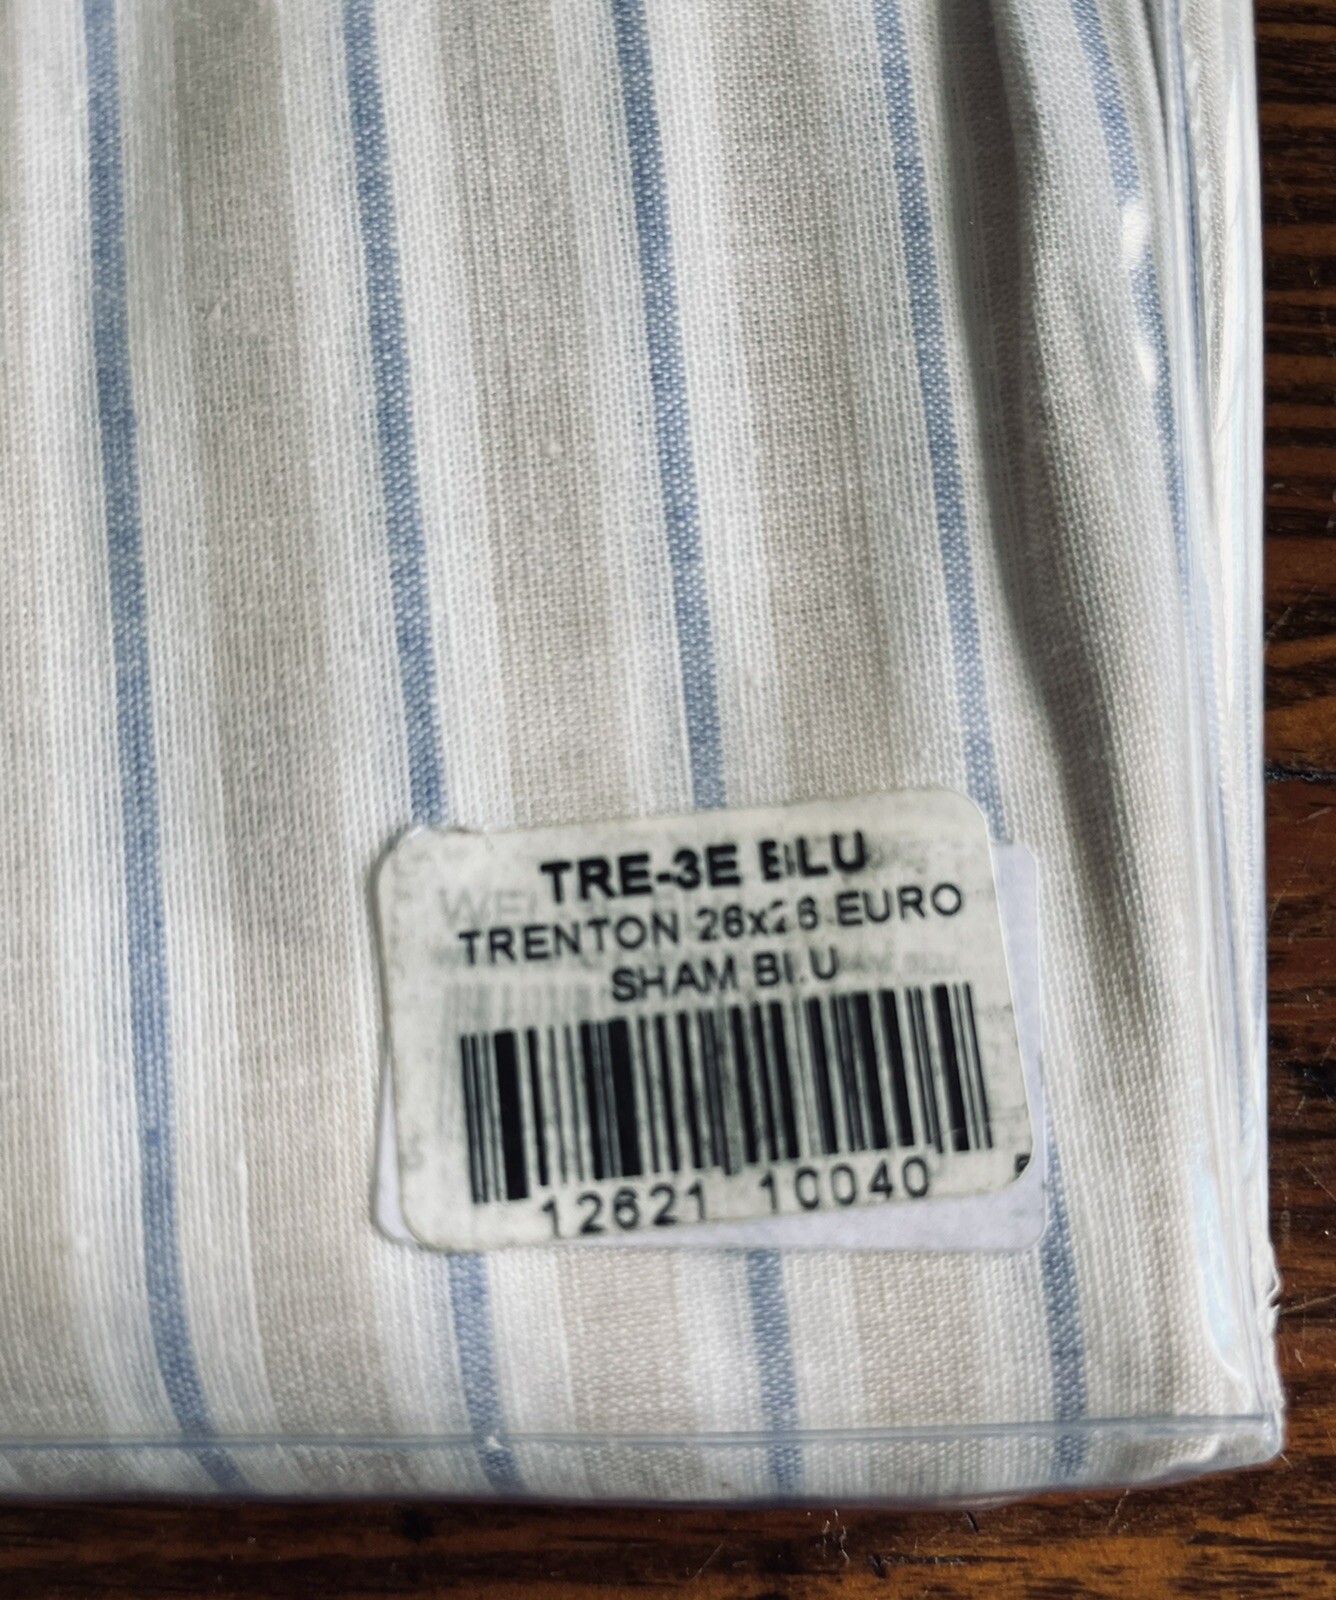 TRE-3E BLU
TRENTON 26x26 EURO
SHAM BLU
12621 10040